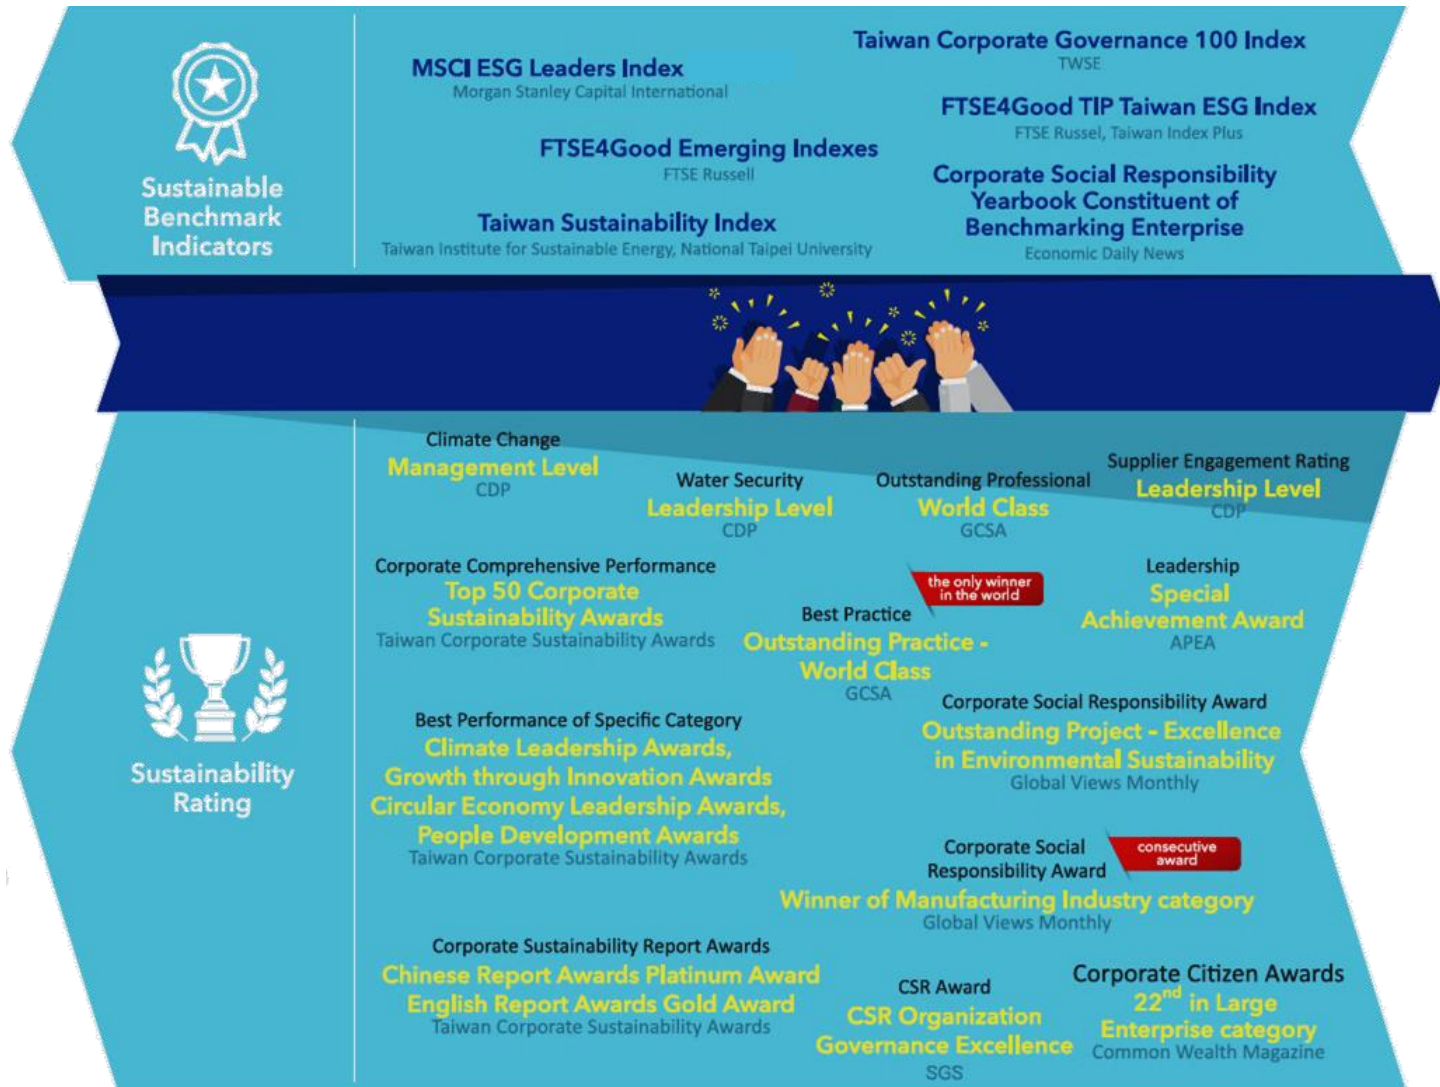 Sustainable
Benchmark
Indicators
MSCI ESG Leaders Index
Morgan Stanley Capital International
FTSE4Good Emerging Indexes
FTSE Russell
Taiwan Sustainability Index
Taiwan Institute for Sustainable Energy, National Taipei University
Taiwan Corporate Governance 100 Index
TWSE
FTSE4Good TIP Taiwan ESG Index
FTSE Russel, Taiwan Index Plus
Corporate Social Responsibility
Yearbook Constituent of
Benchmarking Enterprise
Economic Daily News
Sustainability
Rating
Climate Change
Management Level
CDP
Water Security
Leadership Level
CDP
Outstanding Professional
World Class
GCSA
Supplier Engagement Rating
Leadership Level
CDP
Corporate Comprehensive Performance
Top 50 Corporate
Sustainability Awards
Taiwan Corporate Sustainability Awards
the only winner
in the world
Best Practice
Outstanding Practice -
World Class
GCSA
Leadership
Special
Achievement Award
APEA
Best Performance of Specific Category
Climate Leadership Awards,
Growth through Innovation Awards
Circular Economy Leadership Awards,
People Development Awards
Taiwan Corporate Sustainability Awards
Corporate Social Responsibility Award
Outstanding Project - Excellence
in Environmental Sustainability
Global Views Monthly
Corporate Social
Responsibility Award
consecutive
award
Winner of Manufacturing Industry category
Global Views Monthly
Corporate Sustainability Report Awards
Chinese Report Awards Platinum Award
English Report Awards Gold Award
Taiwan Corporate Sustainability Awards
CSR Award
CSR Organization
Governance Excellence
SGS
Corporate Citizen Awards
22nd in Large
Enterprise category
Common Wealth Magazine